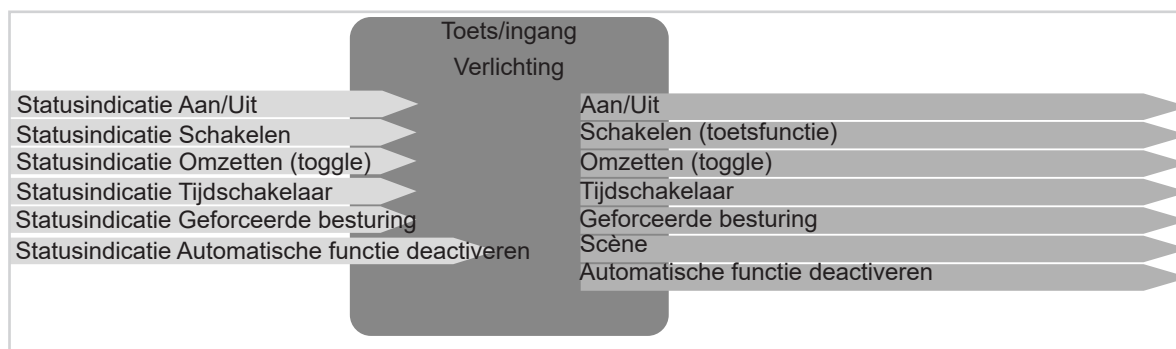 Toets/ingang
Verlichting
Statusindicatie Aan/Uit
Statusindicatie Schakelen
Statusindicatie Omzetten (toggle)
Statusindicatie Tijdschakelaar
Statusindicatie Geforceerde besturing
Statusindicatie Automatische functie deactiveren
Aan/Uit
Schakelen (toetsfunctie)
Omzetten (toggle)
Tijdschakelaar
Geforceerde besturing
Scène
Automatische functie deactiveren